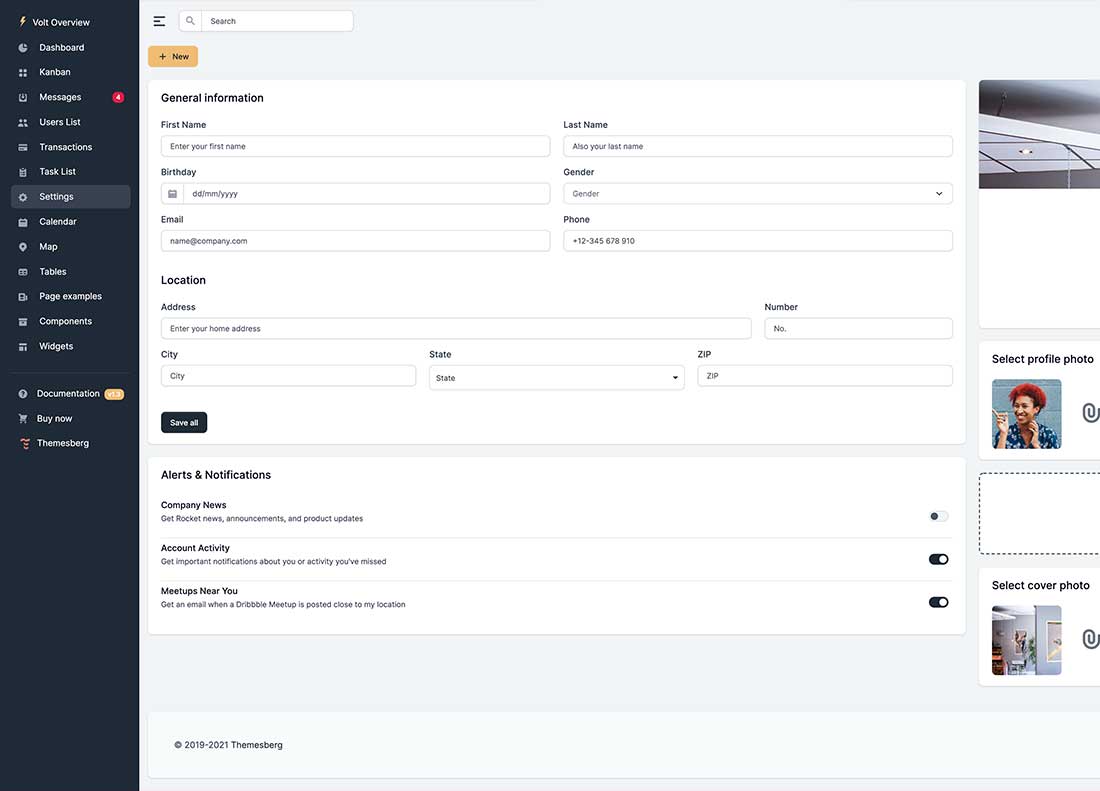 Volt Overview
Dashboard
Kanban
Messages 4
Users List
Transactions
Task List
Settings
Calendar
Map
Tables
Page examples
Components
Widgets
Documentation v1.3
Buy now
Themesberg
Search
+ New
General information
First Name Last Name
Enter your first name Also your last name
Birthday Gender
dd/mm/yyyy Gender
Email Phone
name@company.com +12-345 678 910
Location
Address Number
Enter your home address No.
City State ZIP
City State ZIP
Save all
Alerts & Notifications
Company News
Get Rocket news, announcements, and product updates
Account Activity
Get important notifications about you or activity you've missed
Meetups Near You
Get an email when a Dribbble Meetup is posted close to my location
Select profile photo
Select cover photo
© 2019-2021 Themesberg